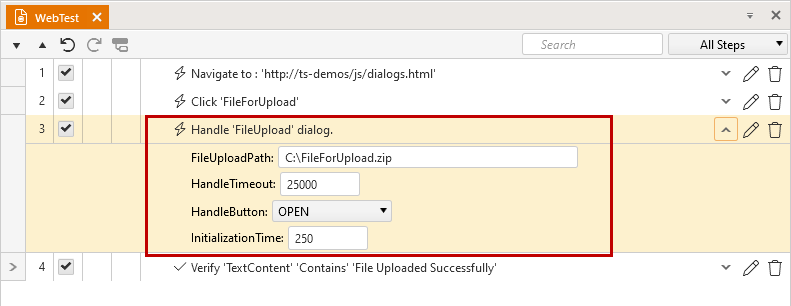 WebTest
Search
All Steps
1 Navigate to : 'http://ts-demos/js/dialogs.html'
2 Click 'FileForUpload'
3 Handle 'FileUpload' dialog.
FileUploadPath: C:\FileForUpload.zip
HandleTimeout: 25000
HandleButton: OPEN
InitializationTime: 250
4 Verify 'TextContent' 'Contains' 'File Uploaded Successfully'